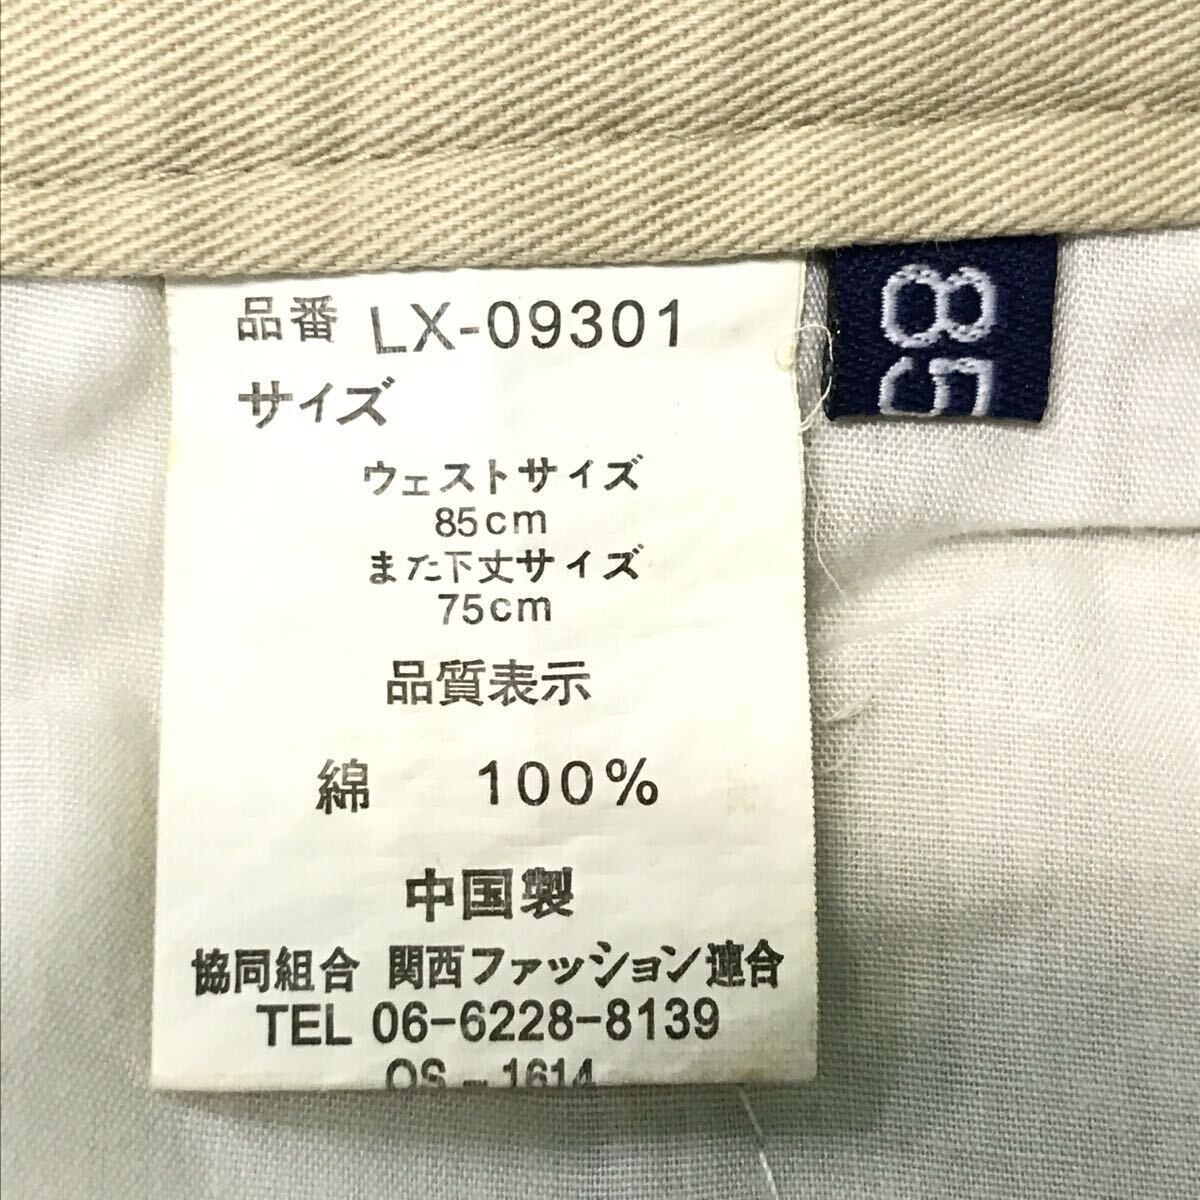 品番 LX-09301
サイズ
ウェストサイズ
85cm
また下丈サイズ
75cm
品質表示
綿 100%
中国製
協同組合 関西ファッション連合
TEL 06-6228-8139
OS-1614
85